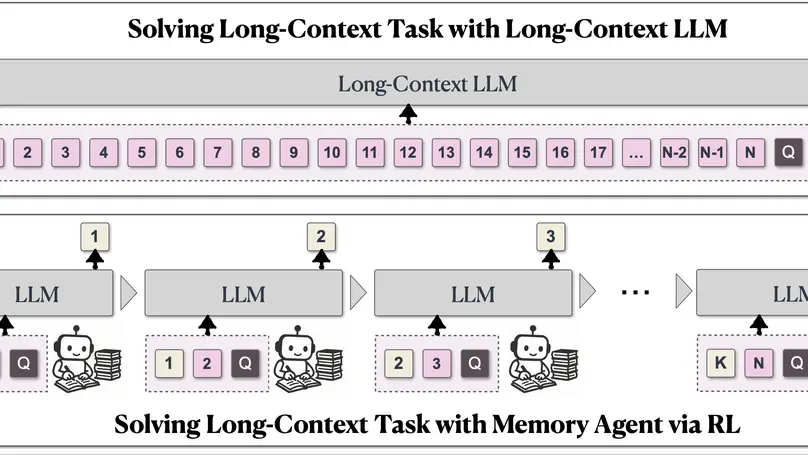 Solving Long-Context Task with Long-Context LLM
Long-Context LLM
2 3 4 5 6 7 8 9 10 11 12 13 14 15 16 17 ... N-2 N-1 N Q
1 2 3
LLM LLM LLM ...
Q 1 2 Q 2 3 Q K N Q
Solving Long-Context Task with Memory Agent via RL